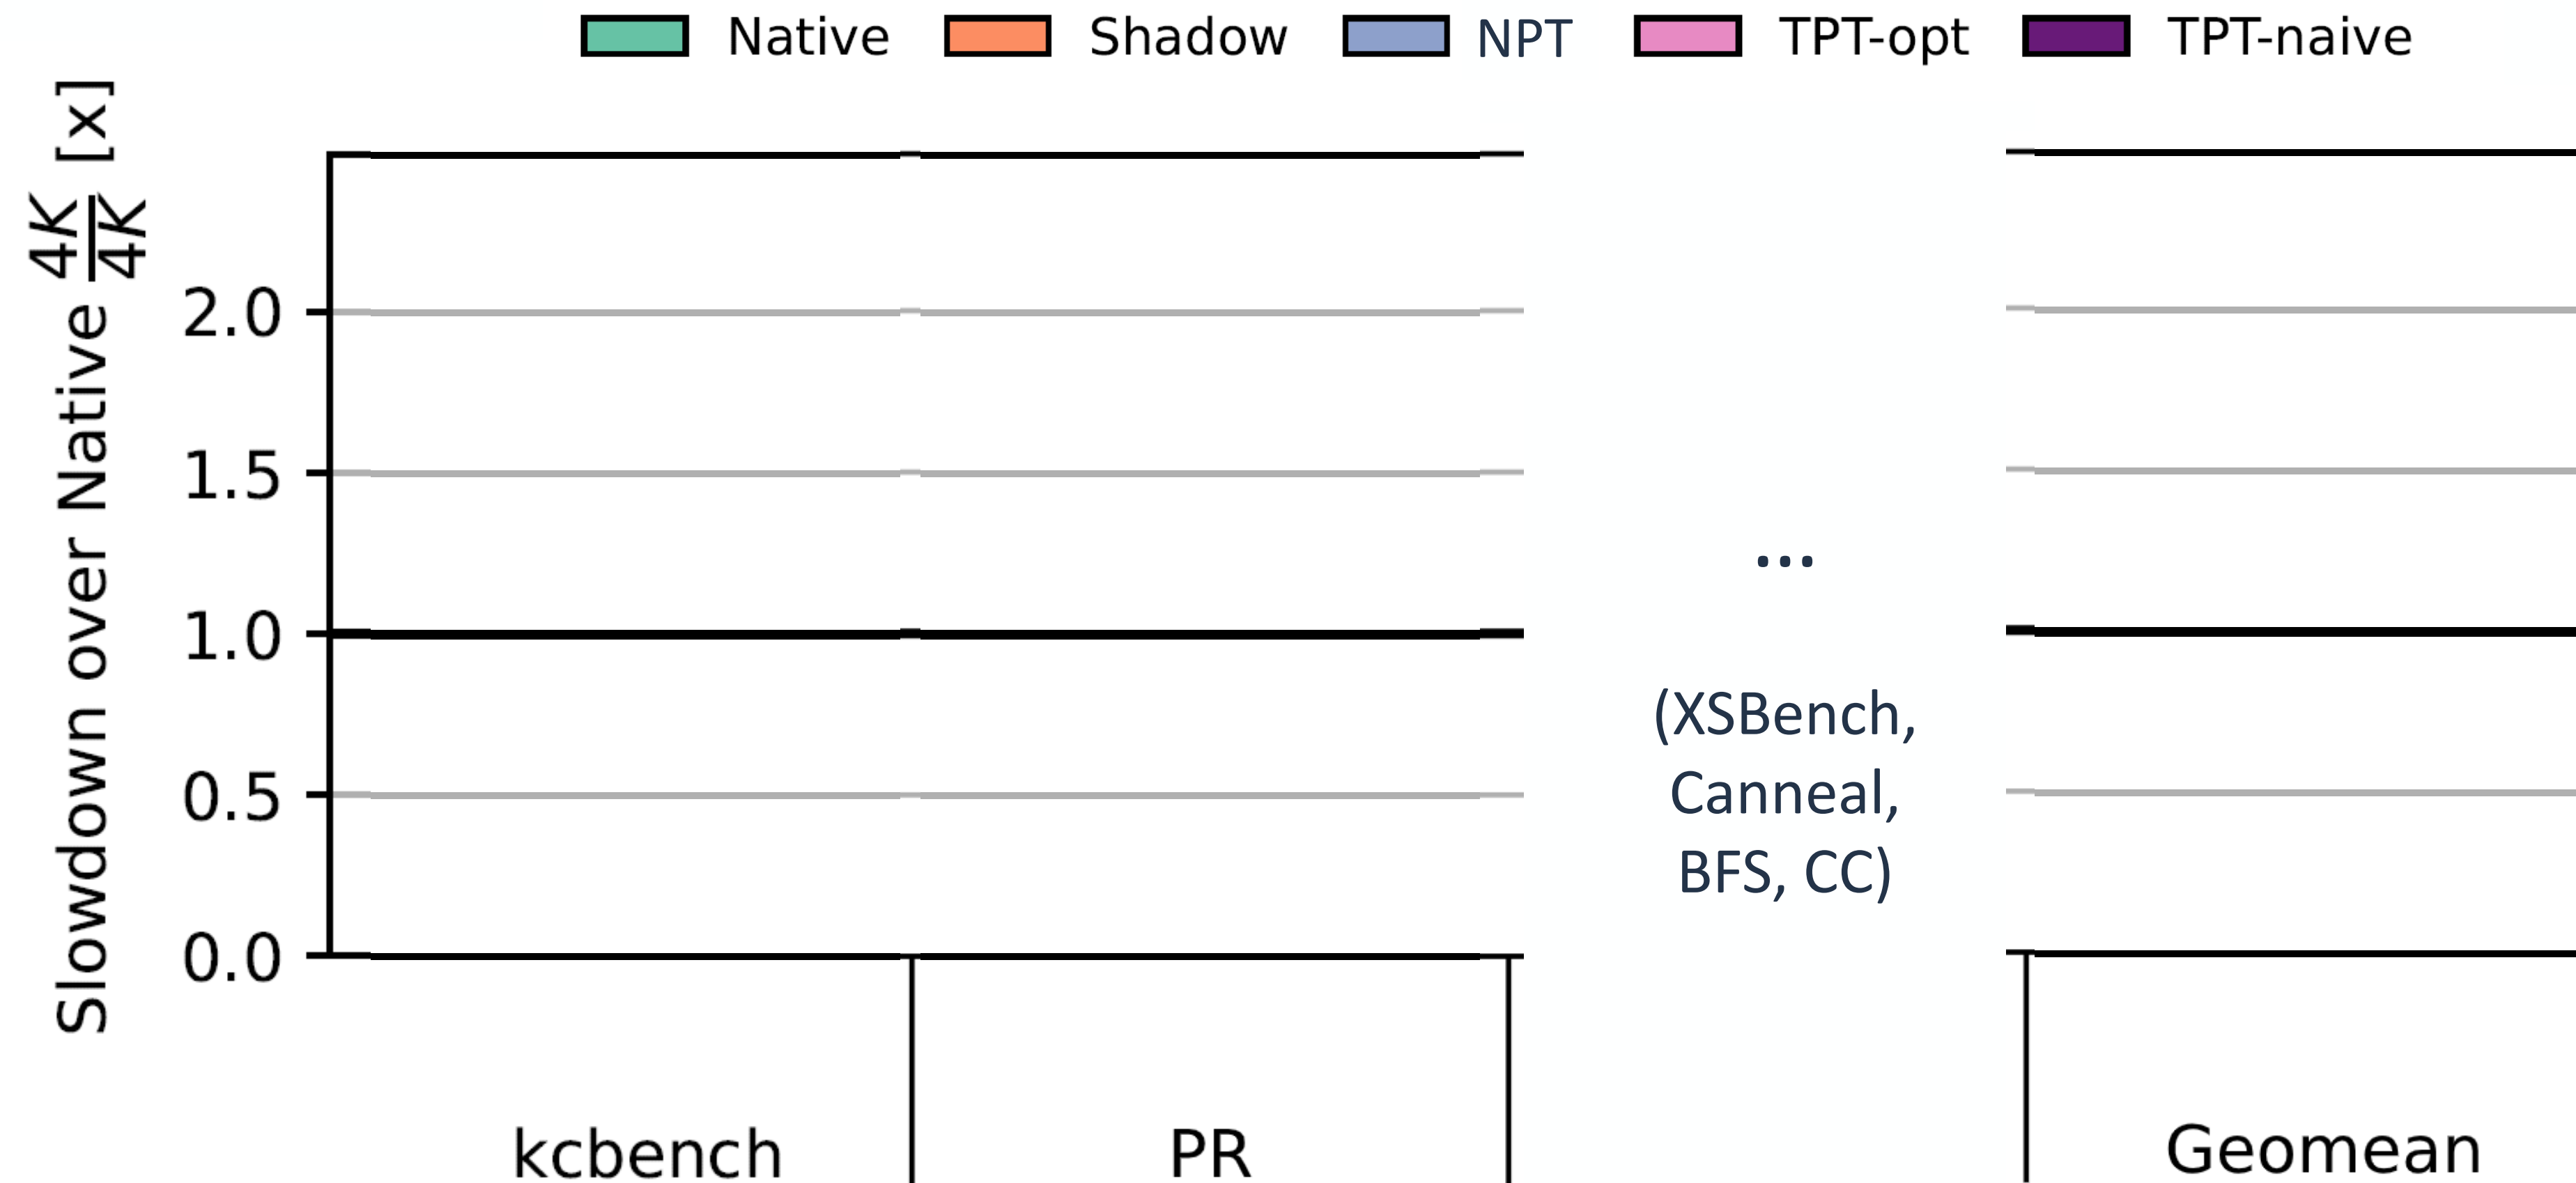 Native Shadow NPT TPT-opt TPT-naive
Slowdown over Native 4K/4K [x]
2.0
1.5
1.0
0.5
0.0
...
(XSBench,
Canneal,
BFS, CC)
kcbench PR Geomean